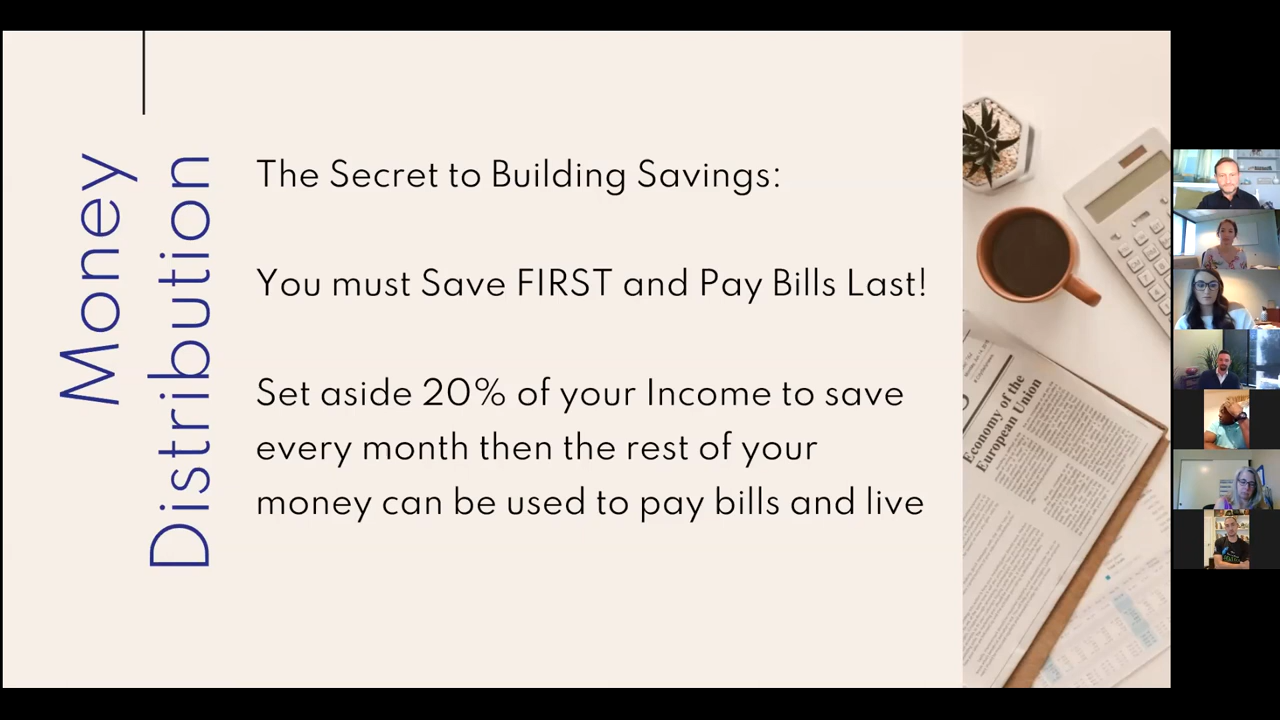 Money
Distribution
The Secret to Building Savings:
You must Save FIRST and Pay Bills Last!
Set aside 20% of your Income to save
every month then the rest of your
money can be used to pay bills and live
Economy of the
European Union